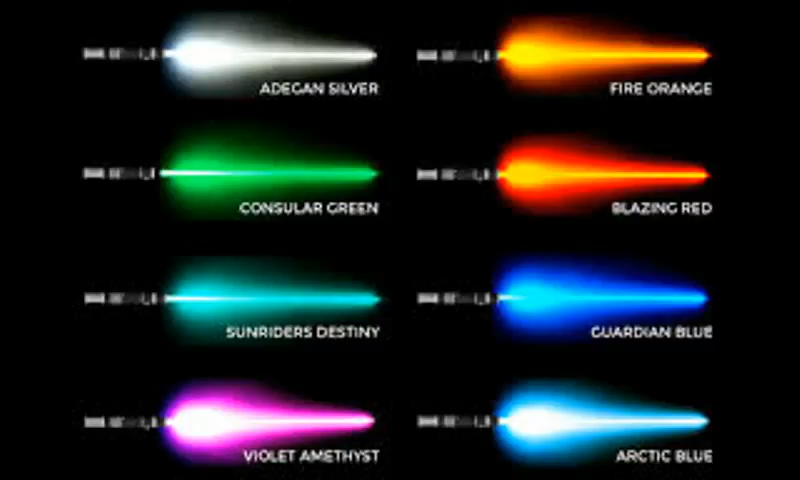 ADEGAN SILVER
FIRE ORANGE
CONSULAR GREEN
BLAZING RED
SUNRIDERS DESTINY
GUARDIAN BLUE
VIOLET AMETHYST
ARCTIC BLUE